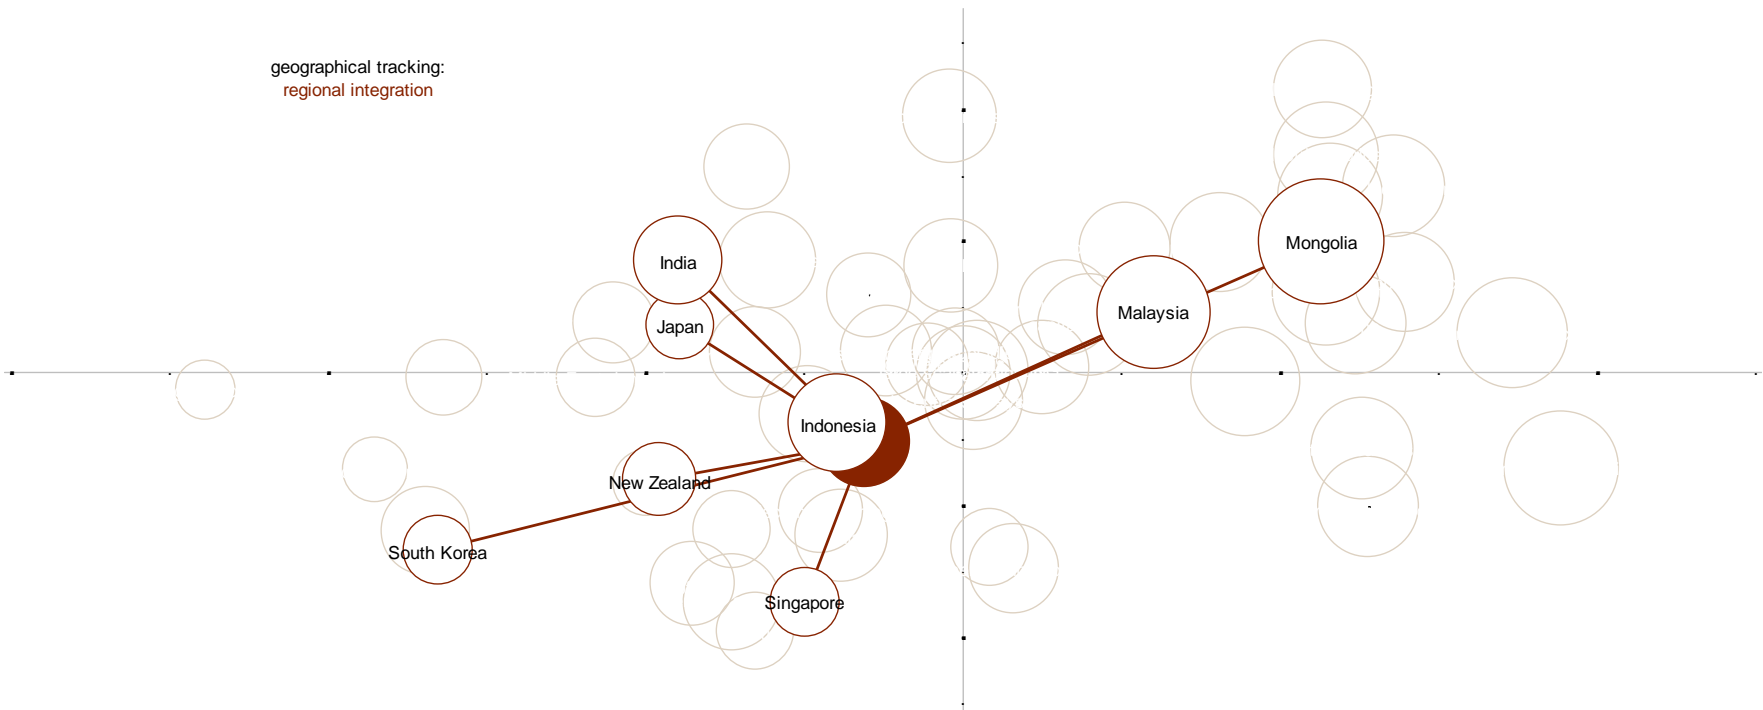 geographical tracking:
regional integration
Mongolia
India
Malaysia
Japan
Indonesia
New Zealand
South Korea
Singapore